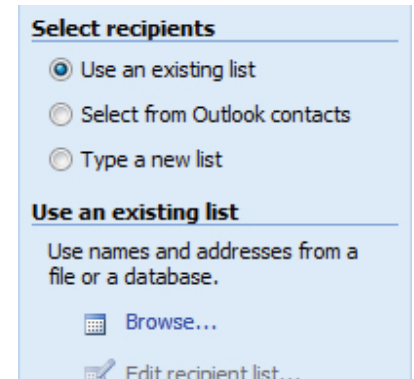 Select recipients
Use an existing list
Select from Outlook contacts
Type a new list
Use an existing list
Use names and addresses from a
file or a database.
Browse...
Edit recipient list...